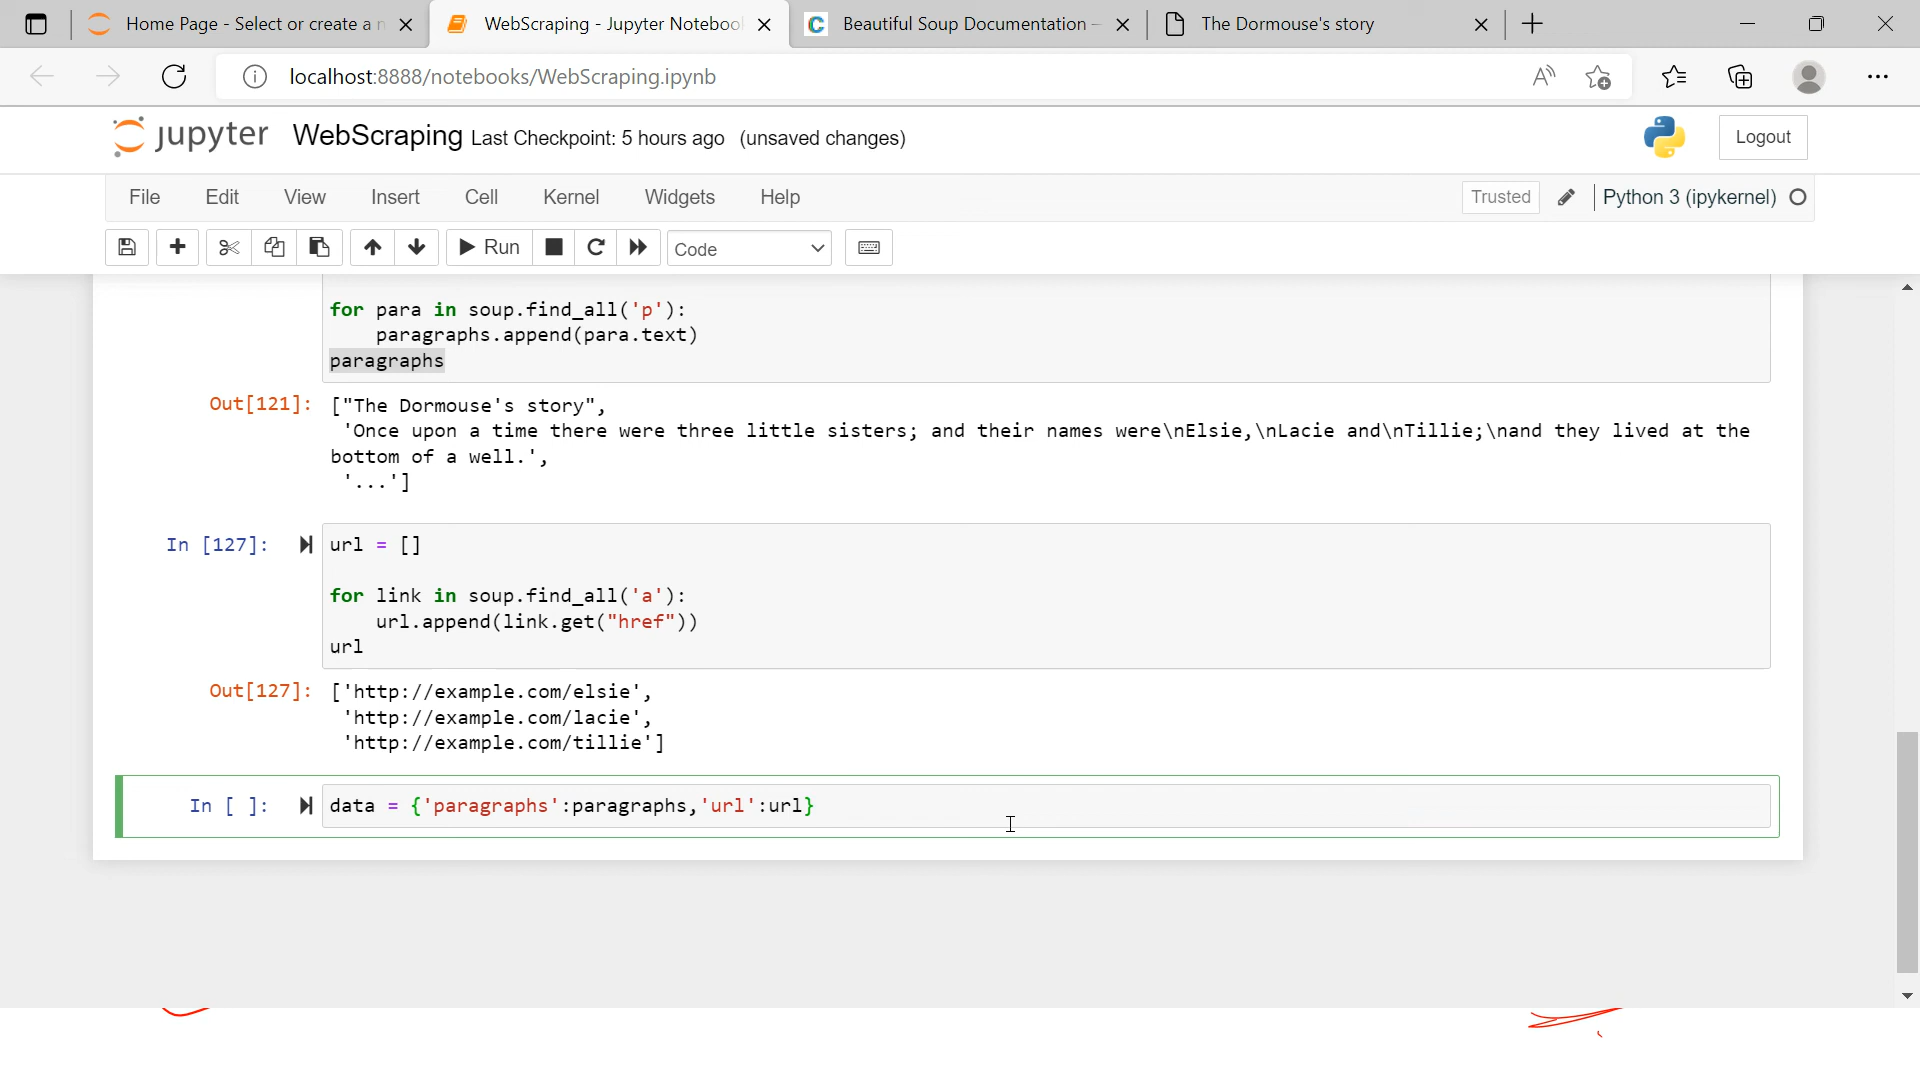 Home Page - Select or create a n
WebScraping - Jupyter Noteboo
Beautiful Soup Documentation –
The Dormouse's story
localhost:8888/notebooks/WebScraping.ipynb
jupyter WebScraping Last Checkpoint: 5 hours ago (unsaved changes)
Logout
File Edit View Insert Cell Kernel Widgets Help
Trusted
Python 3 (ipykernel)
Run
Code
for para in soup.find_all('p'):
    paragraphs.append(para.text)
paragraphs
Out[121]: ["The Dormouse's story",
'Once upon a time there were three little sisters; and their names were\nElsie,\nLacie and\nTillie;\nand they lived at the
bottom of a well.',
'...']
In [127]: url = []
for link in soup.find_all('a'):
    url.append(link.get("href"))
url
Out[127]: ['http://example.com/elsie',
'http://example.com/lacie',
'http://example.com/tillie']
In [ ]: data = {'paragraphs':paragraphs,'url':url}